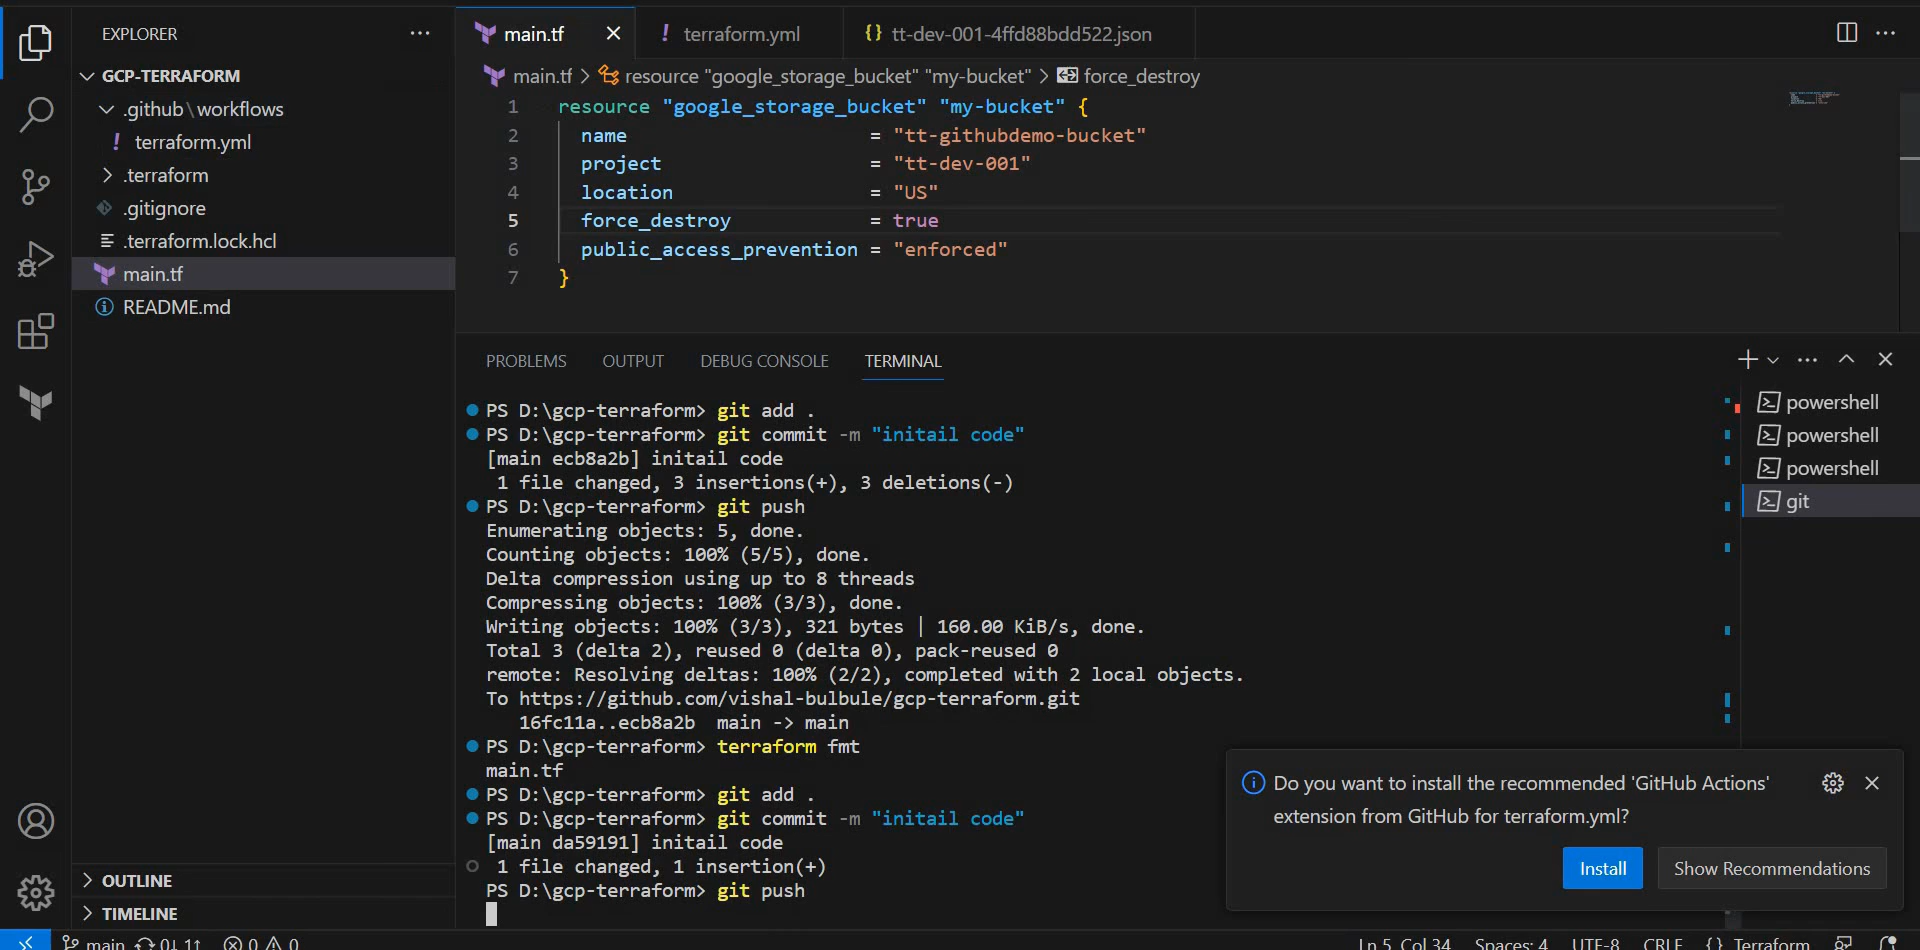 EXPLORER
GCP-TERRAFORM
.github\workflows
! terraform.yml
.terraform
.gitignore
.terraform.lock.hcl
main.tf
README.md
OUTLINE
TIMELINE
main.tf
! terraform.yml
{} tt-dev-001-4ffd88bdd522.json
main.tf > resource "google_storage_bucket" "my-bucket" > force_destroy
1 resource "google_storage_bucket" "my-bucket" {
2 name = "tt-githubdemo-bucket"
3 project = "tt-dev-001"
4 location = "US"
5 force_destroy = true
6 public_access_prevention = "enforced"
7 }
PROBLEMS OUTPUT DEBUG CONSOLE TERMINAL
PS D:\gcp-terraform> git add .
PS D:\gcp-terraform> git commit -m "initail code"
[main ecb8a2b] initail code
1 file changed, 3 insertions(+), 3 deletions(-)
PS D:\gcp-terraform> git push
Enumerating objects: 5, done.
Counting objects: 100% (5/5), done.
Delta compression using up to 8 threads
Compressing objects: 100% (3/3), done.
Writing objects: 100% (3/3), 321 bytes | 160.00 KiB/s, done.
Total 3 (delta 2), reused 0 (delta 0), pack-reused 0
remote: Resolving deltas: 100% (2/2), completed with 2 local objects.
To https://github.com/vishal-bulbule/gcp-terraform.git
16fc11a..ecb8a2b main -> main
PS D:\gcp-terraform> terraform fmt
main.tf
PS D:\gcp-terraform> git add .
PS D:\gcp-terraform> git commit -m "initail code"
[main da59191] initail code
1 file changed, 1 insertion(+)
PS D:\gcp-terraform> git push
powershell
powershell
powershell
git
Do you want to install the recommended 'GitHub Actions'
extension from GitHub for terraform.yml?
Install
Show Recommendations
main 0↓ 1↑ 0 0
Ln 5, Col 34 Spaces: 4 UTF-8 CRLF {} Terraform